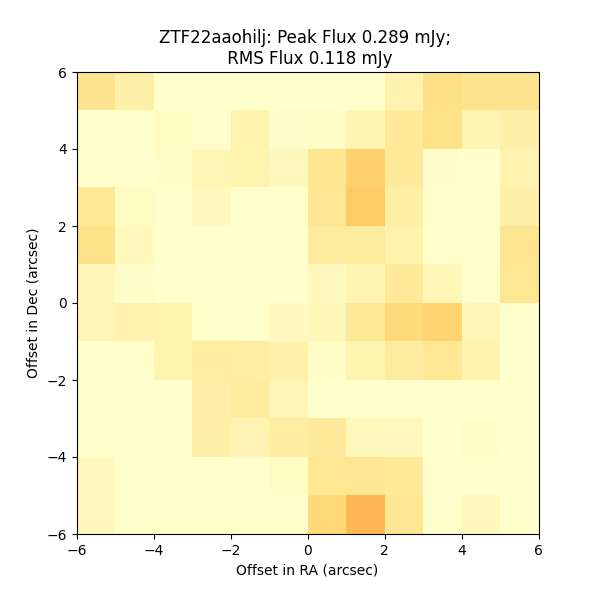 ZTF22aaohilj: Peak Flux 0.289 mJy;
RMS Flux 0.118 mJy
6
4
2
0
−2
−4
−6
Offset in Dec (arcsec)
−6 −4 −2 0 2 4 6
Offset in RA (arcsec)